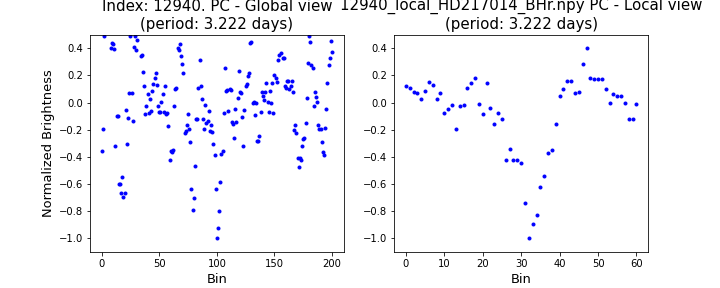 Index: 12940. PC - Global view
(period: 3.222 days)
12940_local_HD217014_BHr.npy PC - Local view
(period: 3.222 days)
Normalized Brightness
0.4
0.2
0.0
−0.2
−0.4
−0.6
−0.8
−1.0
0 50 100 150 200
Bin
0.4
0.2
0.0
−0.2
−0.4
−0.6
−0.8
−1.0
0 10 20 30 40 50 60
Bin